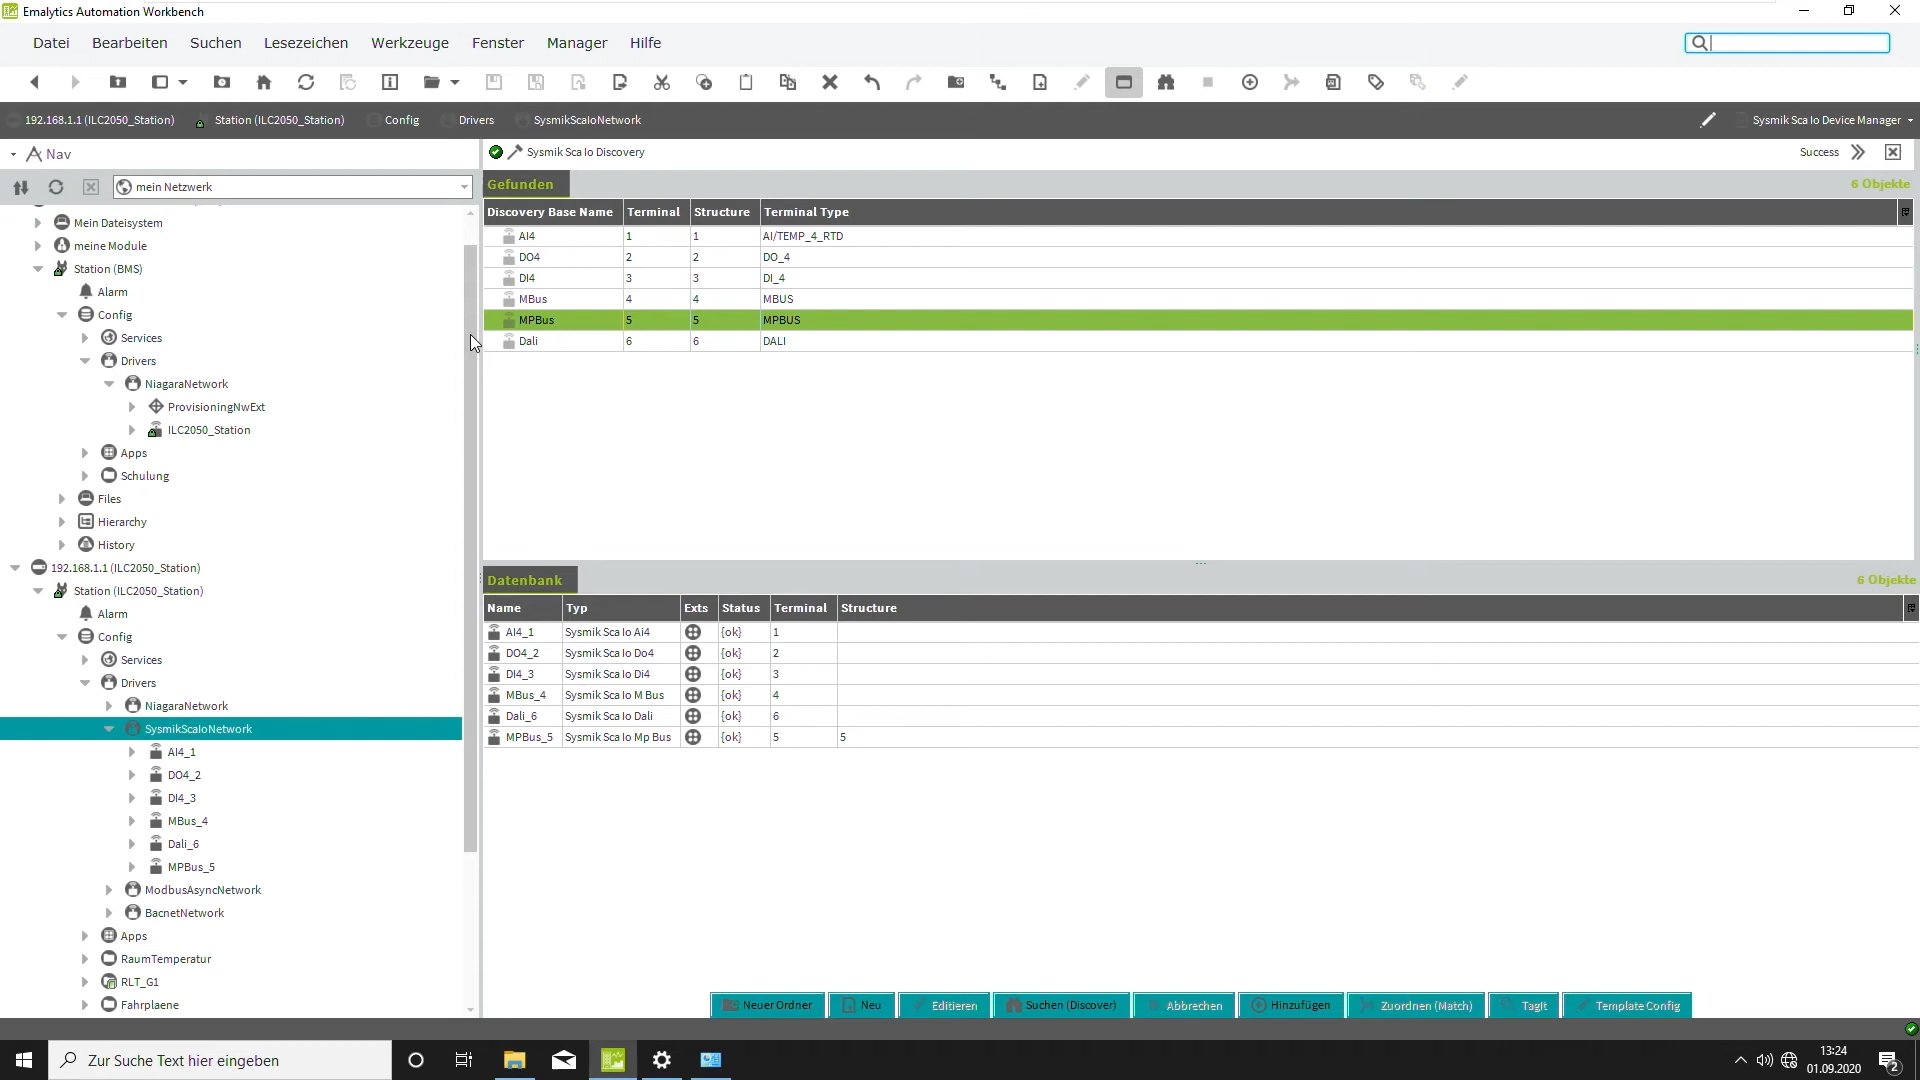 Emalytics Automation Workbench
Datei Bearbeiten Suchen Lesezeichen Werkzeuge Fenster Manager Hilfe
192.168.1.1 (ILC2050_Station) Station (ILC2050_Station) Config Drivers SysmikScaIoNetwork Sysmik Sca Io Device Manager
Nav
mein Netzwerk
Mein Dateisystem
meine Module
Station (BMS)
Alarm
Config
Services
Drivers
NiagaraNetwork
ProvisioningNwExt
ILC2050_Station
Apps
Schulung
Files
Hierarchy
History
192.168.1.1 (ILC2050_Station)
Station (ILC2050_Station)
Alarm
Config
Services
Drivers
NiagaraNetwork
SysmikScaIoNetwork
AI4_1
DO4_2
DI4_3
MBus_4
Dali_6
MPBus_5
ModbusAsyncNetwork
BacnetNetwork
Apps
RaumTemperatur
RLT_G1
Fahrplaene
Sysmik Sca Io Discovery Success
Gefunden 6 Objekte
Discovery Base Name Terminal Structure Terminal Type
AI4 1 1 AI/TEMP_4_RTD
DO4 2 2 DO_4
DI4 3 3 DI_4
MBus 4 4 MBUS
MPBus 5 5 MPBUS
Dali 6 6 DALI
Datenbank 6 Objekte
Name Typ Exts Status Terminal Structure
AI4_1 Sysmik Sca Io Ai4 {ok} 1
DO4_2 Sysmik Sca Io Do4 {ok} 2
DI4_3 Sysmik Sca Io Di4 {ok} 3
MBus_4 Sysmik Sca Io M Bus {ok} 4
Dali_6 Sysmik Sca Io Dali {ok} 6
MPBus_5 Sysmik Sca Io Mp Bus {ok} 5 5
Neuer Ordner Neu Editieren Suchen (Discover) Abbrechen Hinzufügen Zuordnen (Match) TagIt Template Config
Zur Suche Text hier eingeben
13:24
01.09.2020
2